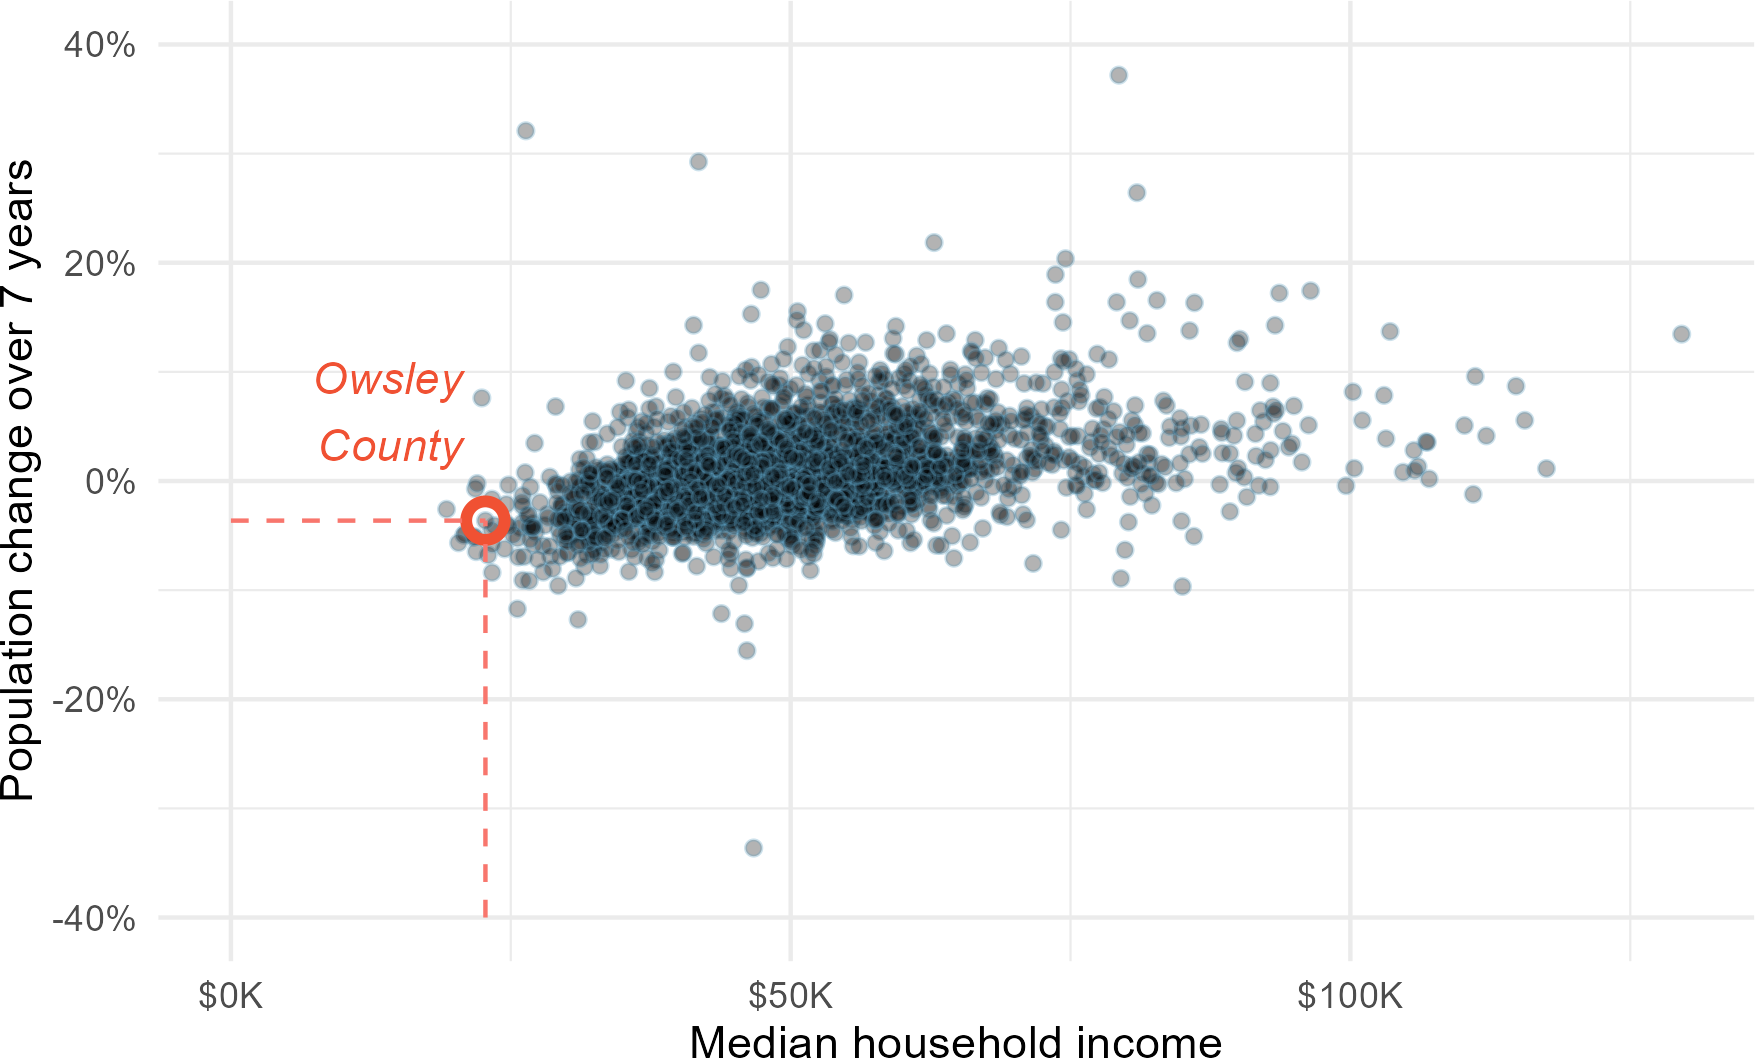 Population change over 7 years
40%
20%
0%
-20%
-40%
Owsley
County
$0K
$50K
$100K
Median household income